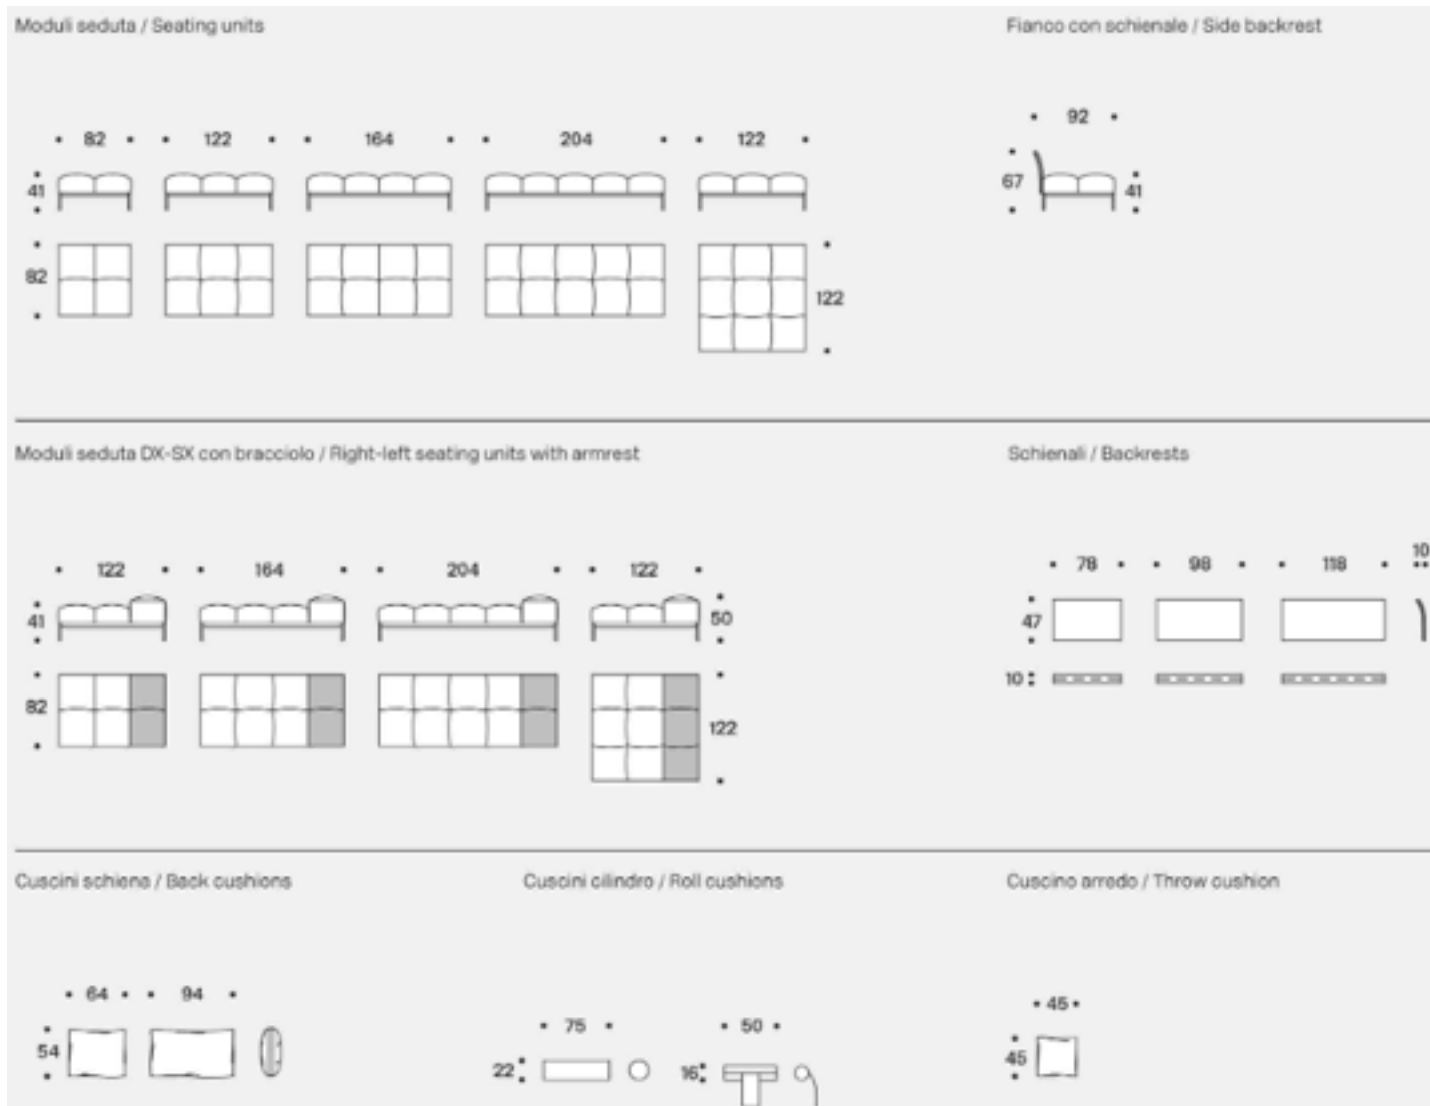 Moduli seduta / Seating units
Fianco con schienale / Side backrest
82 122 164 204 122
92
41
67 41
82
122
Moduli seduta DX-SX con bracciolo / Right-left seating units with armrest
Schienali / Backrests
122 164 204 122
78 98 118 10
41 50
47
82
122
10
Cuscini schiena / Back cushions
Cuscini cilindro / Roll cushions
Cuscino arredo / Throw cushion
64 94
75 50
45
54
22 16
45